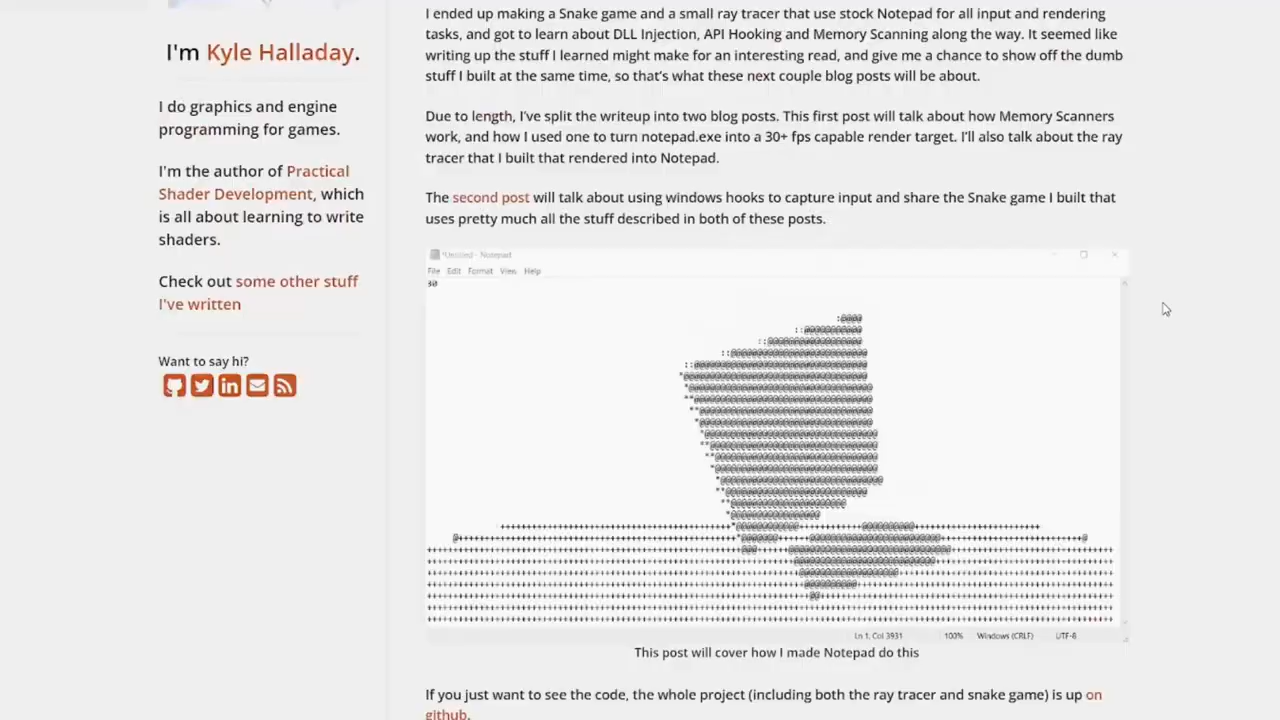 I'm Kyle Halladay.
I do graphics and engine
programming for games.
I'm the author of Practical
Shader Development, which
is all about learning to write
shaders.
Check out some other stuff
I've written
Want to say hi?
I ended up making a Snake game and a small ray tracer that use stock Notepad for all input and rendering
tasks, and got to learn about DLL Injection, API Hooking and Memory Scanning along the way. It seemed like
writing up the stuff I learned might make for an interesting read, and give me a chance to show off the dumb
stuff I built at the same time, so that's what these next couple blog posts will be about.
Due to length, I've split the writeup into two blog posts. This first post will talk about how Memory Scanners
work, and how I used one to turn notepad.exe into a 30+ fps capable render target. I'll also talk about the ray
tracer that I built that rendered into Notepad.
The second post will talk about using windows hooks to capture input and share the Snake game I built that
uses pretty much all the stuff described in both of these posts.
*Untitled - Notepad
File Edit Format View Help
30
Ln 1, Col 3931 100% Windows (CRLF) UTF-8
This post will cover how I made Notepad do this
If you just want to see the code, the whole project (including both the ray tracer and snake game) is up on
github.